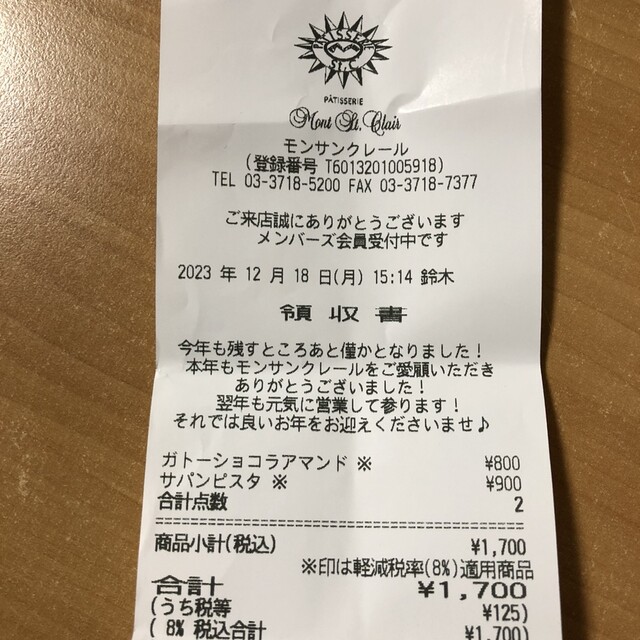 PÂTISSERIE
Mont St. Clair
モンサンクレール
(登録番号 T6013201005918)
TEL 03-3718-5200 FAX 03-3718-7377
ご来店誠にありがとうございます
メンバーズ会員受付中です
2023 年 12 月 18 日(月) 15:14 鈴木
領 収 書
今年も残すところあと僅かとなりました!
本年もモンサンクレールをご愛顧いただき
ありがとうございました!
翌年も元気に営業して参ります!
それでは良いお年をお迎えくださいませ♪
ガトーショコラアマンド ※ ¥800
サパンピスタ ※ ¥900
合計点数 2
商品小計(税込) ¥1,700
※印は軽減税率(8%)適用商品
合計 ¥1,700
(うち税等 ¥125)
( 8% 税込合計 ¥1,700)